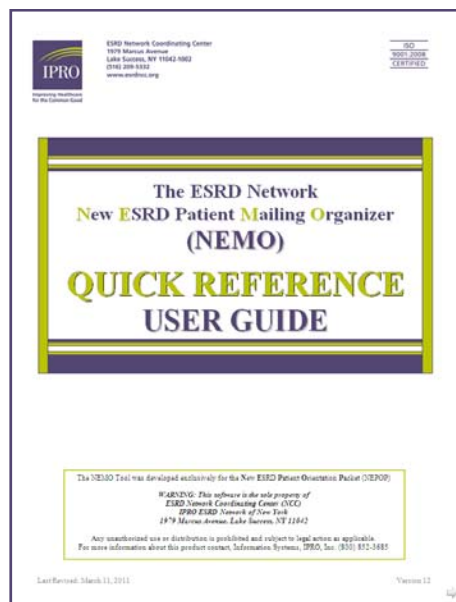 ESRD Network Coordinating Center
1979 Marcus Avenue
Lake Success, NY 11042-1002
(516) 209-5332
www.esrdncc.org
ISO
9001:2008
CERTIFIED
IPRO
Improving Healthcare
for the Common Good
The ESRD Network
New ESRD Patient Mailing Organizer
(NEMO)
QUICK REFERENCE
USER GUIDE
The NEMO Tool was developed exclusively for the New ESRD Patient Orientation Packet (NEPOP)
WARNING: This software is the sole property of
ESRD Network Coordinating Center (NCC)
IPRO ESRD Network of New York
1979 Marcus Avenue, Lake Success, NY 11042
Any unauthorized use or distribution is prohibited and subject to legal action as applicable.
For more information about this product contact, Information Systems, IPRO, Inc. (800) 852-3685
Last Revised: March 11, 2011
Version 12